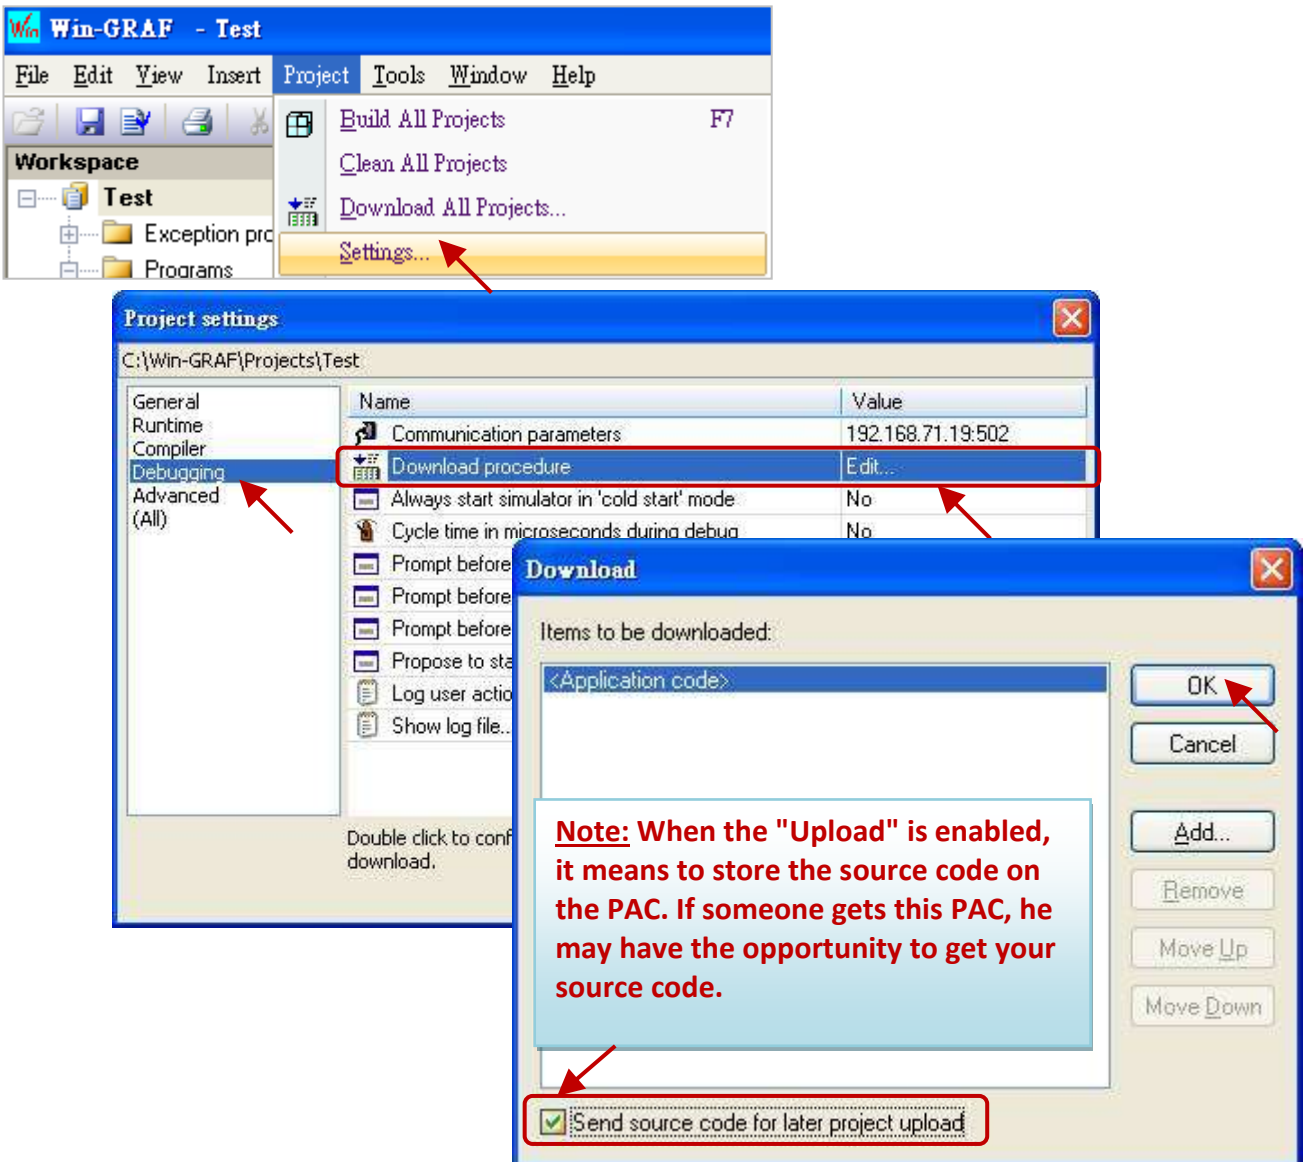 Win Win-GRAF - Test
File Edit View Insert Project Tools Window Help
Build All Projects F7
Workspace
Clean All Projects
Test
Download All Projects...
Exception pro
Settings...
Programs
Project settings
C:\Win-GRAF\Projects\Test
General
Runtime
Compiler
Debugging
Advanced
(All)
Name Value
Communication parameters 192.168.71.19:502
Download procedure Edit...
Always start simulator in 'cold start' mode No
Cycle time in microseconds during debug No
Prompt before
Prompt before
Prompt before
Propose to sta
Log user actio
Show log file...
Double click to conf
download.
Download
Items to be downloaded:
<Application code>
OK
Cancel
Add...
Remove
Move Up
Move Down
Note: When the "Upload" is enabled,
it means to store the source code on
the PAC. If someone gets this PAC, he
may have the opportunity to get your
source code.
Send source code for later project upload